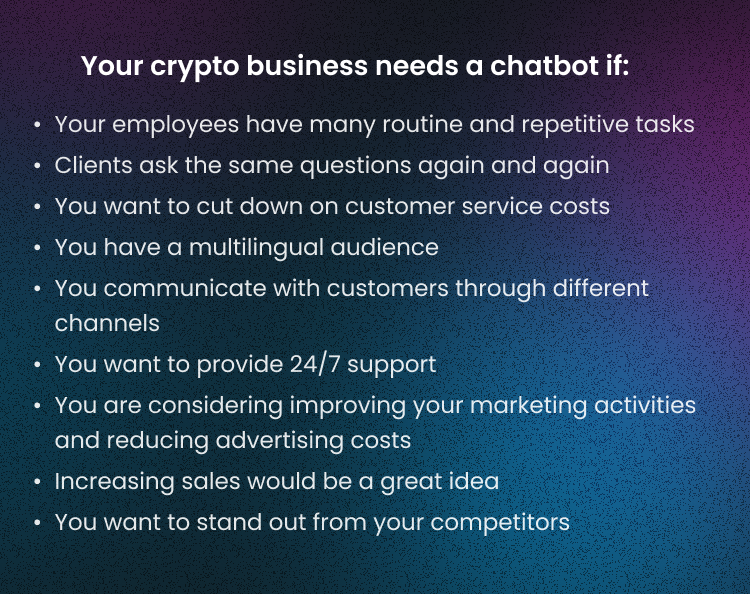 Your crypto business needs a chatbot if:
• Your employees have many routine and repetitive tasks
• Clients ask the same questions again and again
• You want to cut down on customer service costs
• You have a multilingual audience
• You communicate with customers through different
channels
• You want to provide 24/7 support
• You are considering improving your marketing activities
and reducing advertising costs
• Increasing sales would be a great idea
• You want to stand out from your competitors